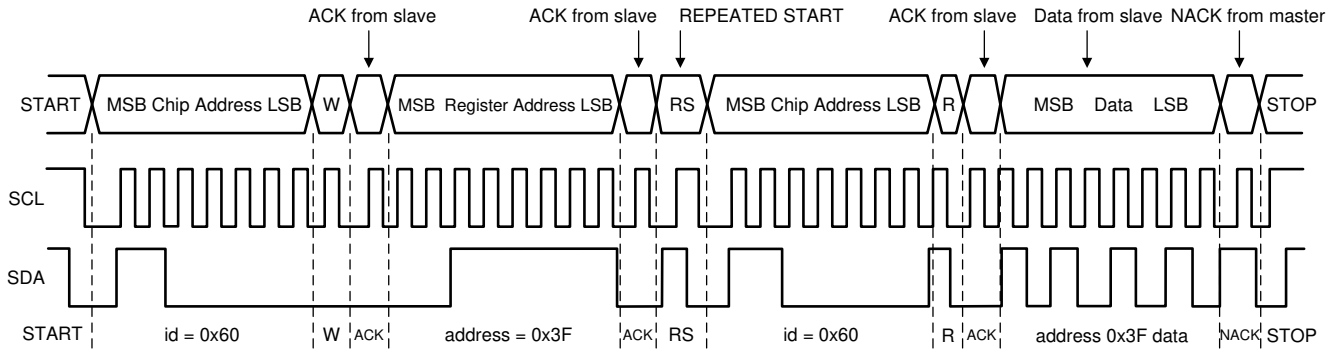 ACK from slave ACK from slave REPEATED START ACK from slave Data from slave NACK from master
START MSB Chip Address LSB W MSB Register Address LSB RS MSB Chip Address LSB R MSB Data LSB STOP
SCL
SDA
START id = 0x60 W ACK address = 0x3F ACK RS id = 0x60 R ACK address 0x3F data NACK STOP